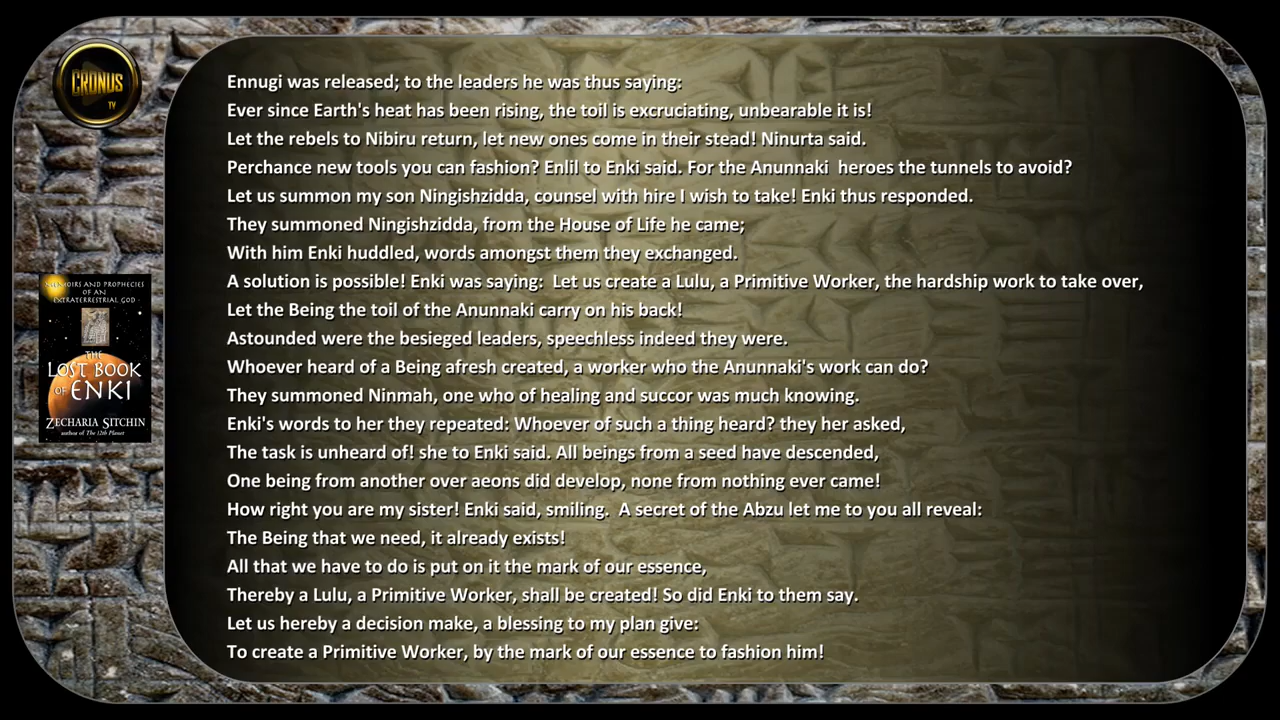 CRONUS
TV
Ennugi was released; to the leaders he was thus saying:
Ever since Earth's heat has been rising, the toil is excruciating, unbearable it is!
Let the rebels to Nibiru return, let new ones come in their stead! Ninurta said.
Perchance new tools you can fashion? Enlil to Enki said. For the Anunnaki  heroes the tunnels to avoid?
Let us summon my son Ningishzidda, counsel with hire I wish to take! Enki thus responded.
They summoned Ningishzidda, from the House of Life he came;
With him Enki huddled, words amongst them they exchanged.
A solution is possible! Enki was saying:  Let us create a Lulu, a Primitive Worker, the hardship work to take over,
Let the Being the toil of the Anunnaki carry on his back!
Astounded were the besieged leaders, speechless indeed they were.
Whoever heard of a Being afresh created, a worker who the Anunnaki's work can do?
They summoned Ninmah, one who of healing and succor was much knowing.
Enki's words to her they repeated: Whoever of such a thing heard? they her asked,
The task is unheard of! she to Enki said. All beings from a seed have descended,
One being from another over aeons did develop, none from nothing ever came!
How right you are my sister! Enki said, smiling.  A secret of the Abzu let me to you all reveal:
The Being that we need, it already exists!
All that we have to do is put on it the mark of our essence,
Thereby a Lulu, a Primitive Worker, shall be created! So did Enki to them say.
Let us hereby a decision make, a blessing to my plan give:
To create a Primitive Worker, by the mark of our essence to fashion him!
MEMOIRS AND PROPHECIES
OF AN
EXTRATERRESTRIAL GOD
THE
LOST BOOK
OF ENKI
ZECHARIA SITCHIN
author of The 12th Planet